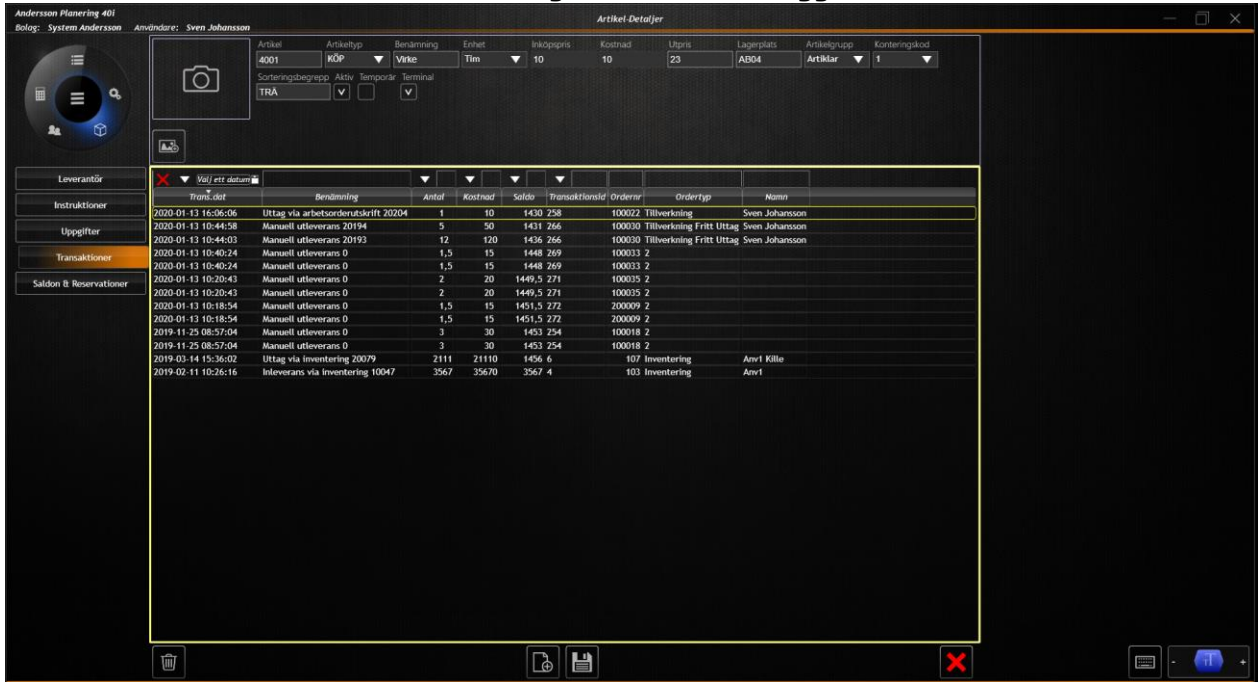 Andersson Planering 40i
Bolag: System Andersson Användare: Sven Johansson
Artikel-Detaljer
Artikel Artikeltyp Benämning Enhet Inköpspris Kostnad Utpris Lagerplats Artikelgrupp Konteringskod
4001 KÖP Virke Tim 10 10 23 AB04 Artiklar 1
Sorteringsbegrepp Aktiv Temporär Terminal
TRÄ
Leverantör
Instruktioner
Uppgifter
Transaktioner
Saldon & Reservationer
Välj ett datum
Trans.dat Benämning Antal Kostnad Saldo Transaktionsid Ordernr Ordertyp Namn
2020-01-13 16:06:06 Uttag via arbetsorderutskrift 20204 1 10 1430 258 100022 Tillverkning Sven Johansson
2020-01-13 10:44:58 Manuell utleverans 20194 5 50 1431 266 100030 Tillverkning Fritt Uttag Sven Johansson
2020-01-13 10:44:03 Manuell utleverans 20193 12 120 1436 266 100030 Tillverkning Fritt Uttag Sven Johansson
2020-01-13 10:40:24 Manuell utleverans 0 1,5 15 1448 269 100033 2
2020-01-13 10:40:24 Manuell utleverans 0 1,5 15 1448 269 100033 2
2020-01-13 10:20:43 Manuell utleverans 0 2 20 1449,5 271 100035 2
2020-01-13 10:20:43 Manuell utleverans 0 2 20 1449,5 271 100035 2
2020-01-13 10:18:54 Manuell utleverans 0 1,5 15 1451,5 272 200009 2
2020-01-13 10:18:54 Manuell utleverans 0 1,5 15 1451,5 272 200009 2
2019-11-25 08:57:04 Manuell utleverans 0 3 30 1453 254 100018 2
2019-11-25 08:57:04 Manuell utleverans 0 3 30 1453 254 100018 2
2019-03-14 15:36:02 Uttag via inventering 20079 2111 21110 1456 6 107 Inventering Anv1 Kille
2019-02-11 10:26:16 Inleverans via inventering 10047 3567 35670 3567 4 103 Inventering Anv1
- TT +